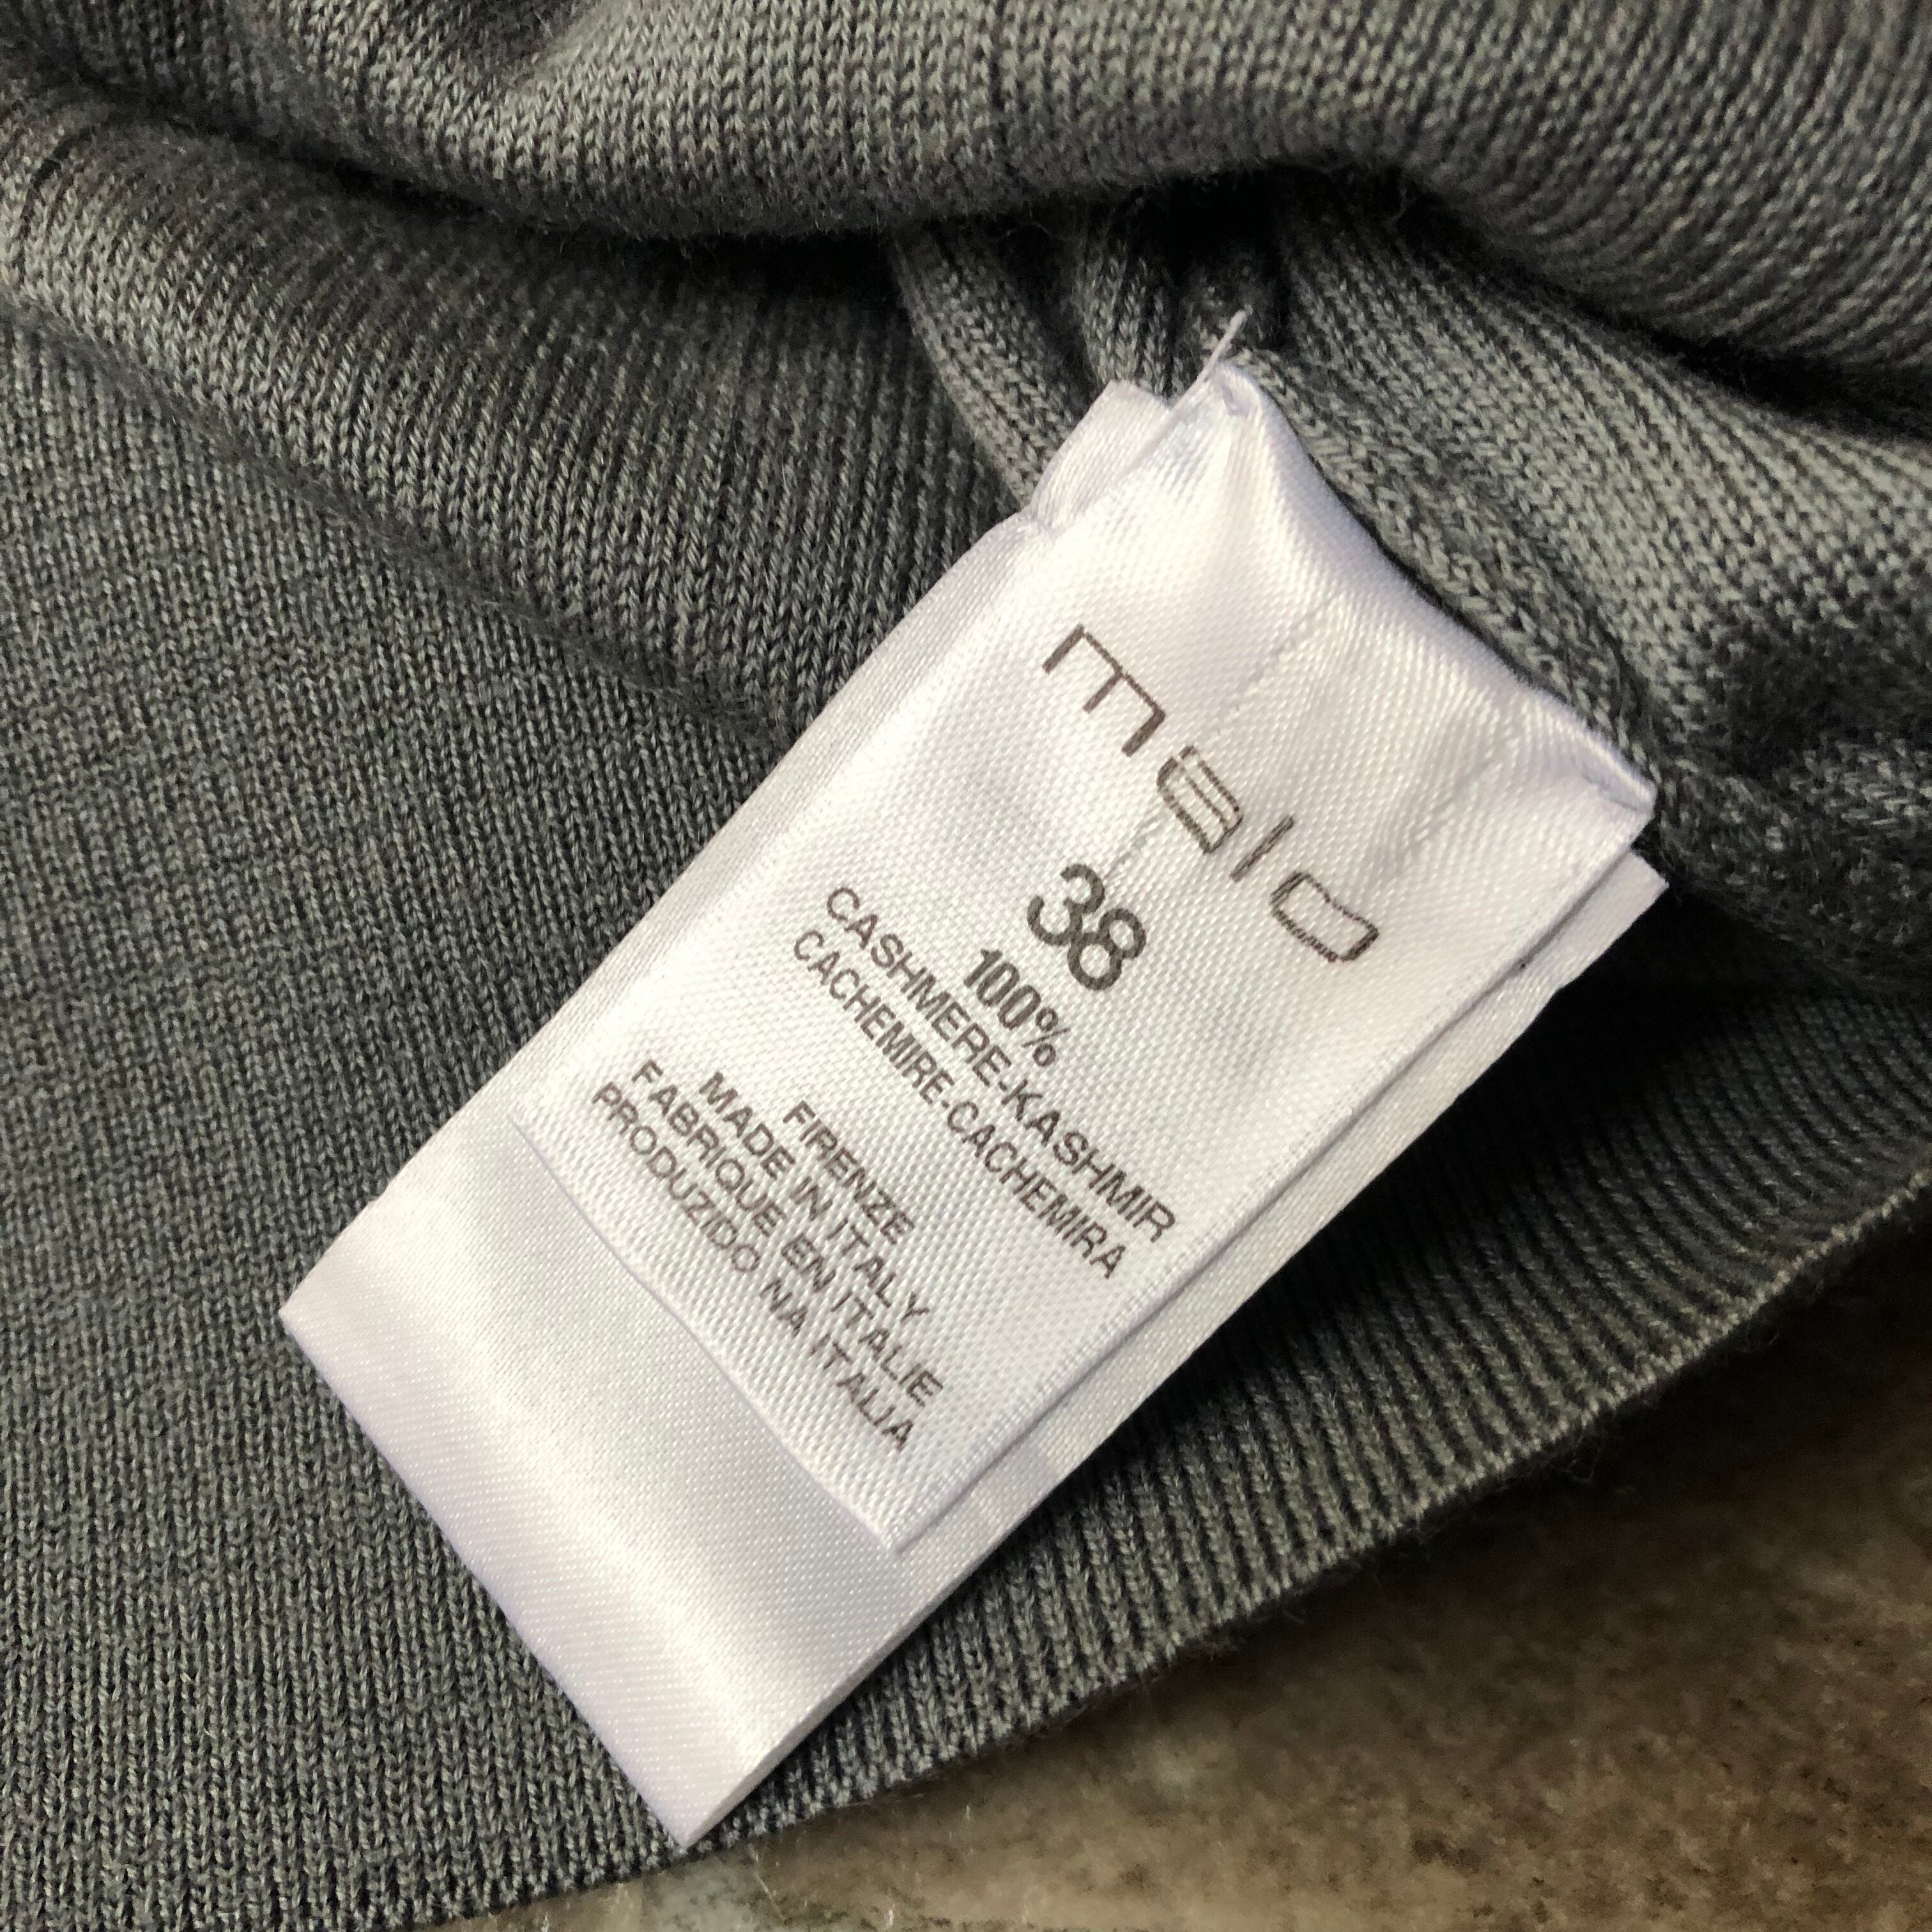 malo
38
100%
CASHMERE-KASHMIR
CACHEMIRE-CACHEMIRA
FIRENZE
MADE IN ITALY
FABRIQUE EN ITALIE
PRODUZIDO NA ITALIA